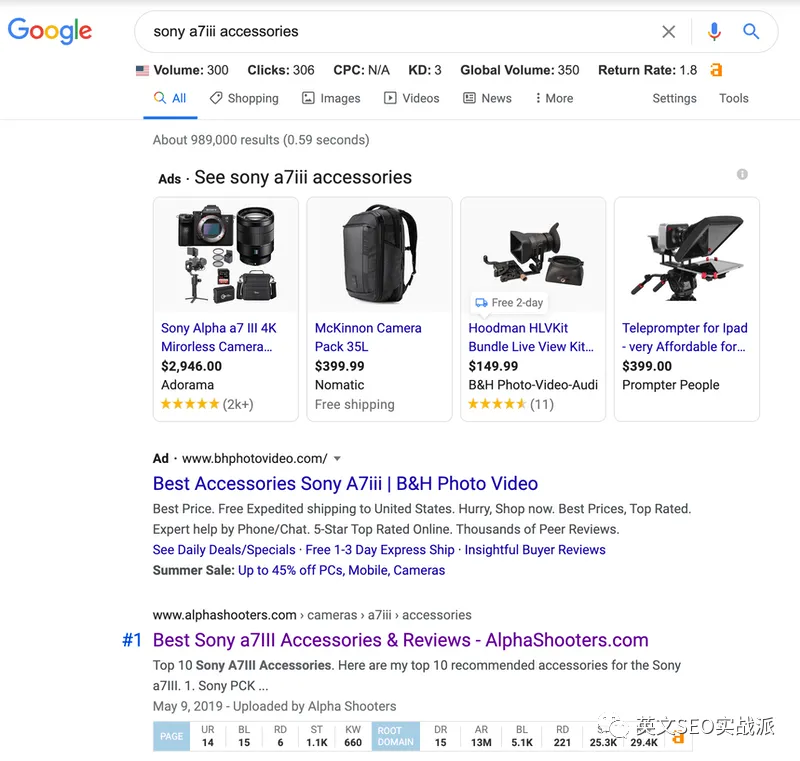 Google
sony a7iii accessories
Volume: 300 Clicks: 306 CPC: N/A KD: 3 Global Volume: 350 Return Rate: 1.8 a
All Shopping Images Videos News More Settings Tools
About 989,000 results (0.59 seconds)
Ads · See sony a7iii accessories
Free 2-day
Sony Alpha a7 III 4K Mirorless Camera…
$2,946.00
Adorama
(2k+)
McKinnon Camera Pack 35L
$399.99
Nomatic
Free shipping
Hoodman HLVKit Bundle Live View Kit…
$149.99
B&H Photo-Video-Audi
(11)
Teleprompter for Ipad - very Affordable for…
$399.00
Prompter People
Ad · www.bhphotovideo.com/
Best Accessories Sony A7iii | B&H Photo Video
Best Price. Free Expedited shipping to United States. Hurry, Shop now. Best Prices, Top Rated.
Expert help by Phone/Chat. 5-Star Top Rated Online. Thousands of Peer Reviews.
See Daily Deals/Specials · Free 1-3 Day Express Ship · Insightful Buyer Reviews
Summer Sale: Up to 45% off PCs, Mobile, Cameras
www.alphashooters.com › cameras › a7iii › accessories
#1 Best Sony a7III Accessories & Reviews - AlphaShooters.com
Top 10 Sony A7III Accessories. Here are my top 10 recommended accessories for the Sony
a7III. 1. Sony PCK ...
May 9, 2019 - Uploaded by Alpha Shooters
PAGE UR 14 BL 15 RD 6 ST 1.1K KW 660 ROOT DOMAIN DR 15 AR 13M BL 5.1K RD 221 25.3K 29.4K a
英文SEO实战派